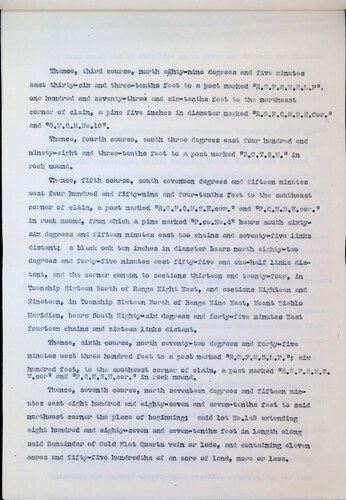 Thence, third course, north eighty-nine degrees and five minutes
east thirty-six and three-tenths feet to a post marked
one hundred and seventy-three and six-tenths feet to the northeast
corner of claim, a pine five inches in diameter marked
and
Thence, fourth course, south three degrees east four hundred and
ninety-eight and three-tenths feet to a post marked in
rock mound.
Thence, fifth course, south seventeen degrees and fifteen minutes
west four hundred and fifty-nine and four-tenths feet to the southeast
corner of claim, a post marked and
in rock mound, from which a pine marked bears south sixty-
six degrees and fifteen minutes east two chains and seventy-five links
distant; a black oak ten inches in diameter bears north eighty-two
degrees and forty-five minutes west fifty-five and one-half links dis-
tant, and the corner common to sections thirteen and twenty-four, in
Township Sixteen North of Range Eight East, and sections Eighteen and
Nineteen, in Township Sixteen North of Range Nine East, Mount Diablo
Meridian, bears South Eighty-six degrees and forty-five minutes East
fourteen chains and sixteen links distant.
Thence, sixth course, north seventy-two degrees and forty-five
minutes west three hundred feet to a post marked six
hundred feet, to the southwest corner of claim, a post marked
and in rock mound.
Thence, seventh course, north seventeen degrees and fifteen min-
utes east eight hundred and eighty-seven and seven-tenths feet to said
northwest corner the place of beginning; said lot No.149 extending
eight hundred and eighty-seven and seven-tenths feet in length along
said Remainder of Gold Flat Quartz vein or lode, and containing eleven
acres and fifty-five hundredths of an acre of land, more or less.